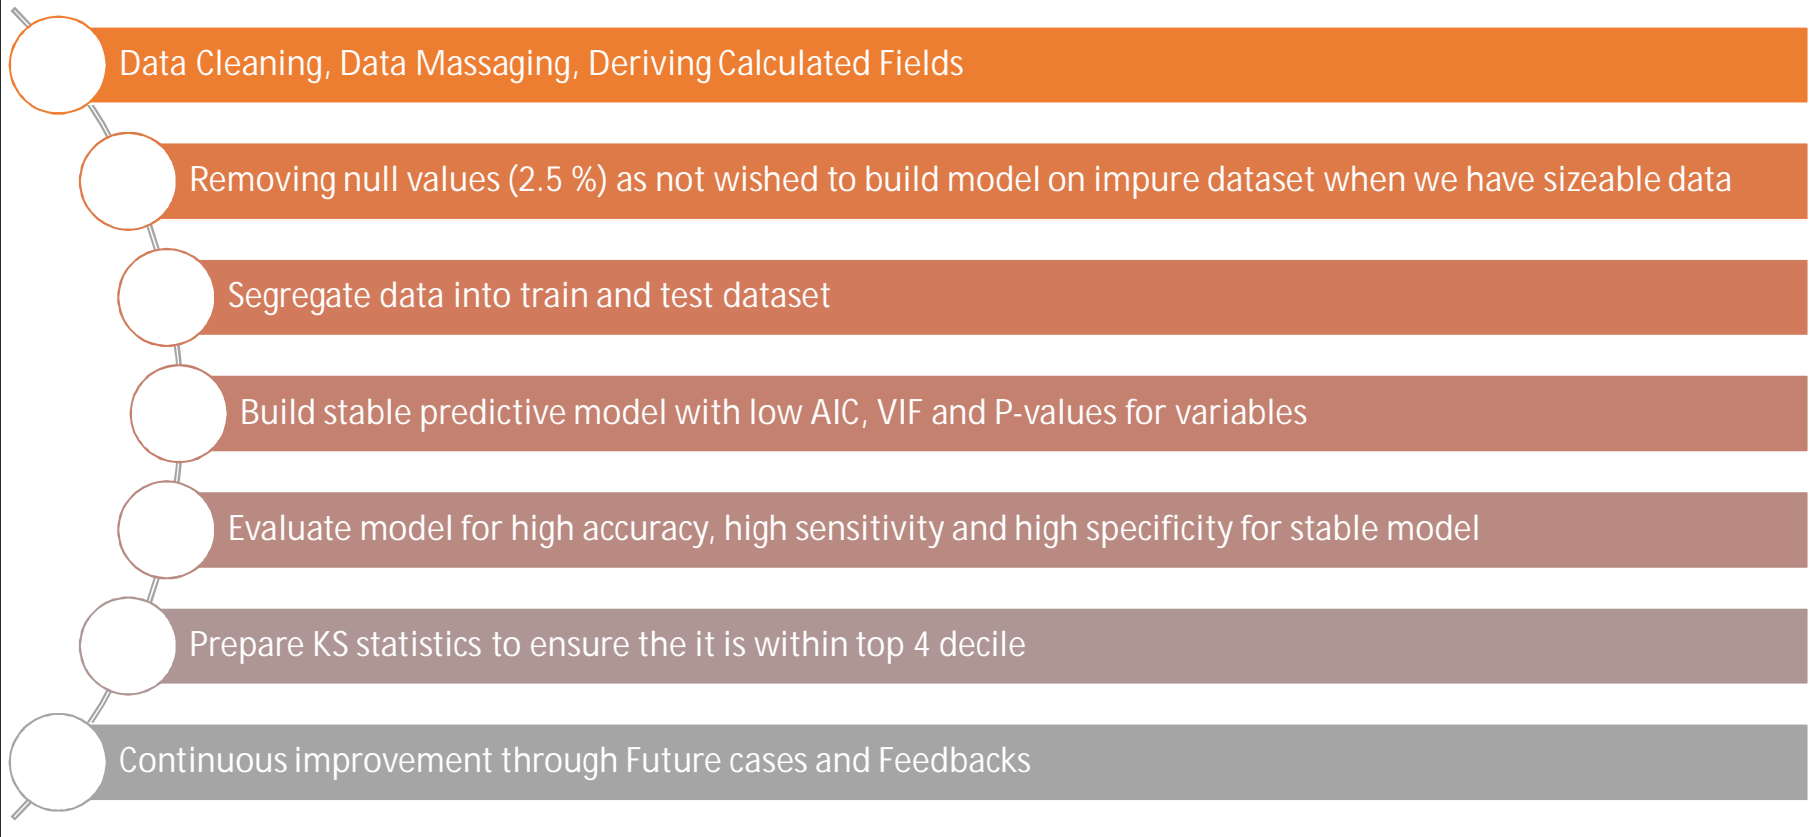 Data Cleaning, Data Massaging, Deriving Calculated Fields
Removing null values (2.5 %) as not wished to build model on impure dataset when we have sizeable data
Segregate data into train and test dataset
Build stable predictive model with low AIC, VIF and P-values for variables
Evaluate model for high accuracy, high sensitivity and high specificity for stable model
Prepare KS statistics to ensure the it is within top 4 decile
Continuous improvement through Future cases and Feedbacks